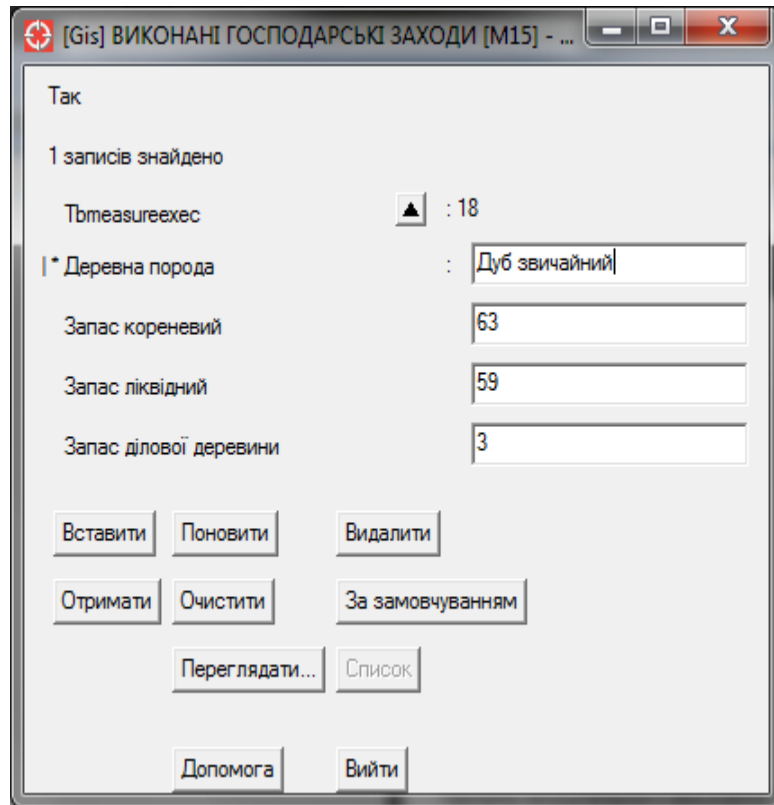 [Gis] ВИКОНАНІ ГОСПОДАРСЬКІ ЗАХОДИ [М15] - ...
Так
1 записів знайдено
Tbmeasureexec : 18
|* Деревна порода : Дуб звичайний
Запас кореневий 63
Запас ліквідний 59
Запас ділової деревини 3
Вставити Поновити Видалити
Отримати Очистити За замовчуванням
Переглядати... Список
Допомога Вийти